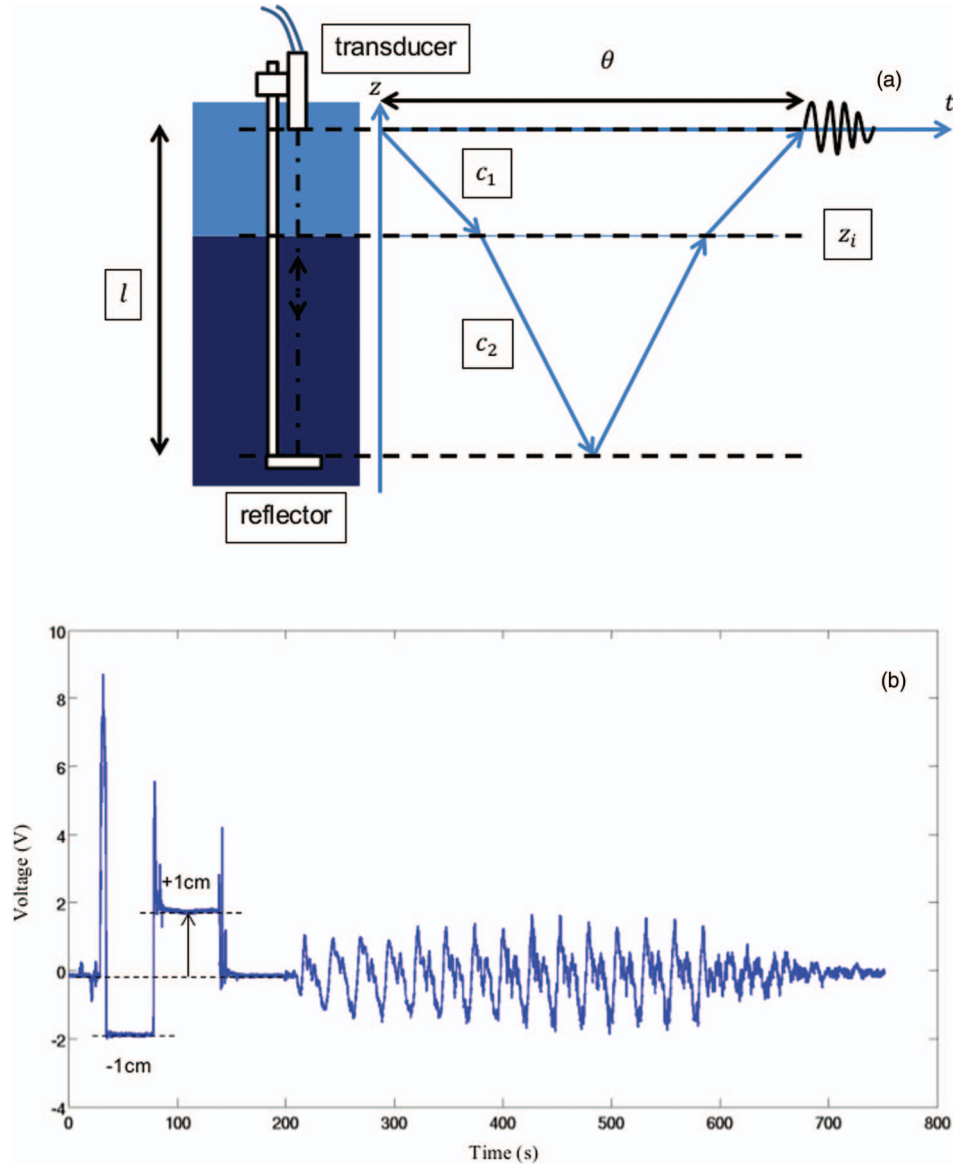 transducer
z
θ
(a)
t
c₁
zᵢ
l
c₂
reflector
10
(b)
8
6
4
+1cm
2
0
-2
-1cm
-4
0 100 200 300 400 500 600 700 800
Voltage (V)
Time (s)